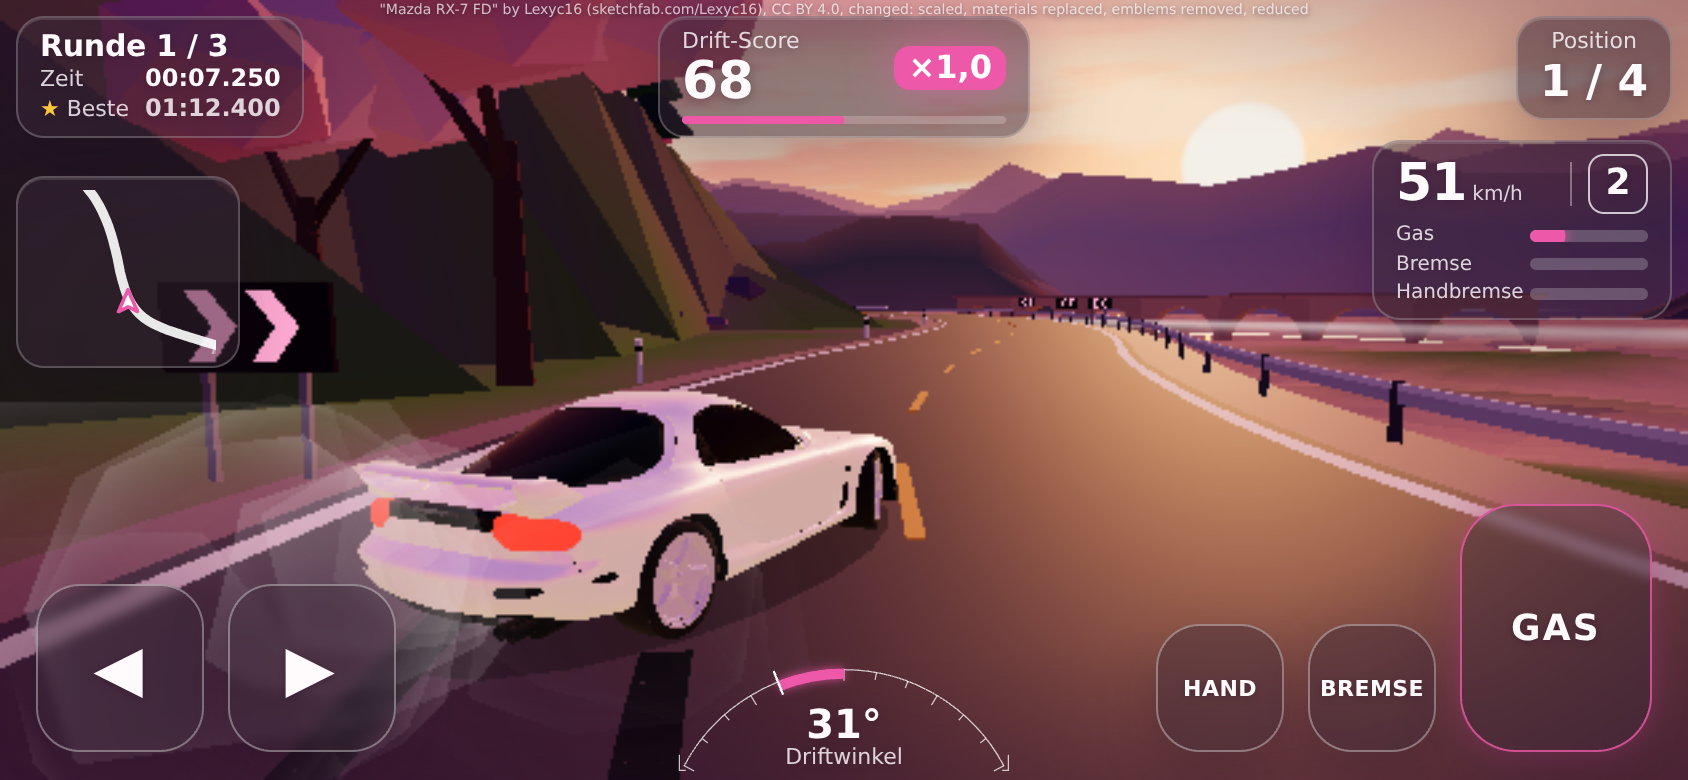 "Mazda RX-7 FD" by Lexyc16 (sketchfab.com/Lexyc16), CC BY 4.0, changed: scaled, materials replaced, emblems removed, reduced
Runde 1 / 3
Zeit 00:07.250
★ Beste 01:12.400
Drift-Score
68
×1,0
Position
1 / 4
51 km/h
2
Gas
Bremse
Handbremse
31°
Driftwinkel
HAND
BREMSE
GAS